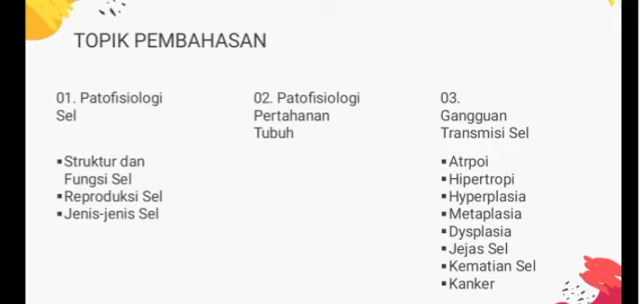 TOPIK PEMBAHASAN
01. Patofisiologi
Sel
▪Struktur dan
Fungsi Sel
▪Reproduksi Sel
▪Jenis-jenis Sel
02. Patofisiologi
Pertahanan
Tubuh
03.
Gangguan
Transmisi Sel
▪Atrpoi
▪Hipertropi
▪Hyperplasia
▪Metaplasia
▪Dysplasia
▪Jejas Sel
▪Kematian Sel
▪Kanker